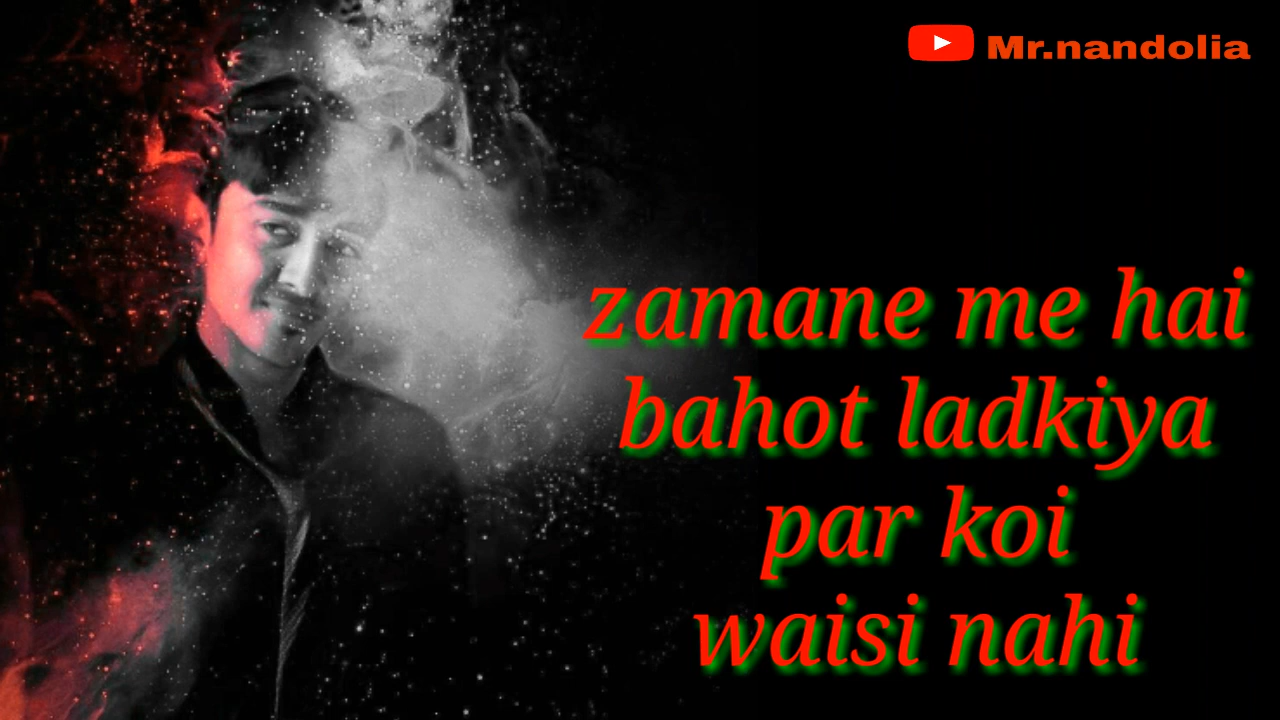 Mr.nandolia
zamane me hai
bahot ladkiya
par koi
waisi nahi